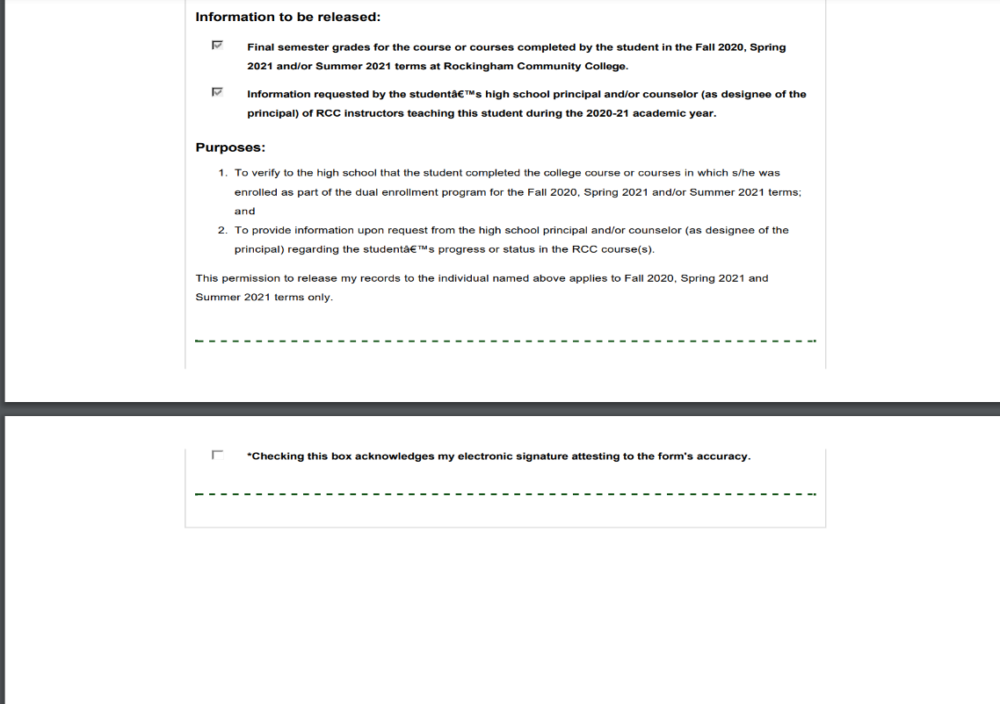 Information to be released:
Final semester grades for the course or courses completed by the student in the Fall 2020, Spring
2021 and/or Summer 2021 terms at Rockingham Community College.
Information requested by the studentâ€™s high school principal and/or counselor (as designee of the
principal) of RCC instructors teaching this student during the 2020-21 academic year.
Purposes:
1. To verify to the high school that the student completed the college course or courses in which s/he was
enrolled as part of the dual enrollment program for the Fall 2020, Spring 2021 and/or Summer 2021 terms;
and
2. To provide information upon request from the high school principal and/or counselor (as designee of the
principal) regarding the studentâ€™s progress or status in the RCC course(s).
This permission to release my records to the individual named above applies to Fall 2020, Spring 2021 and
Summer 2021 terms only.
*Checking this box acknowledges my electronic signature attesting to the form's accuracy.